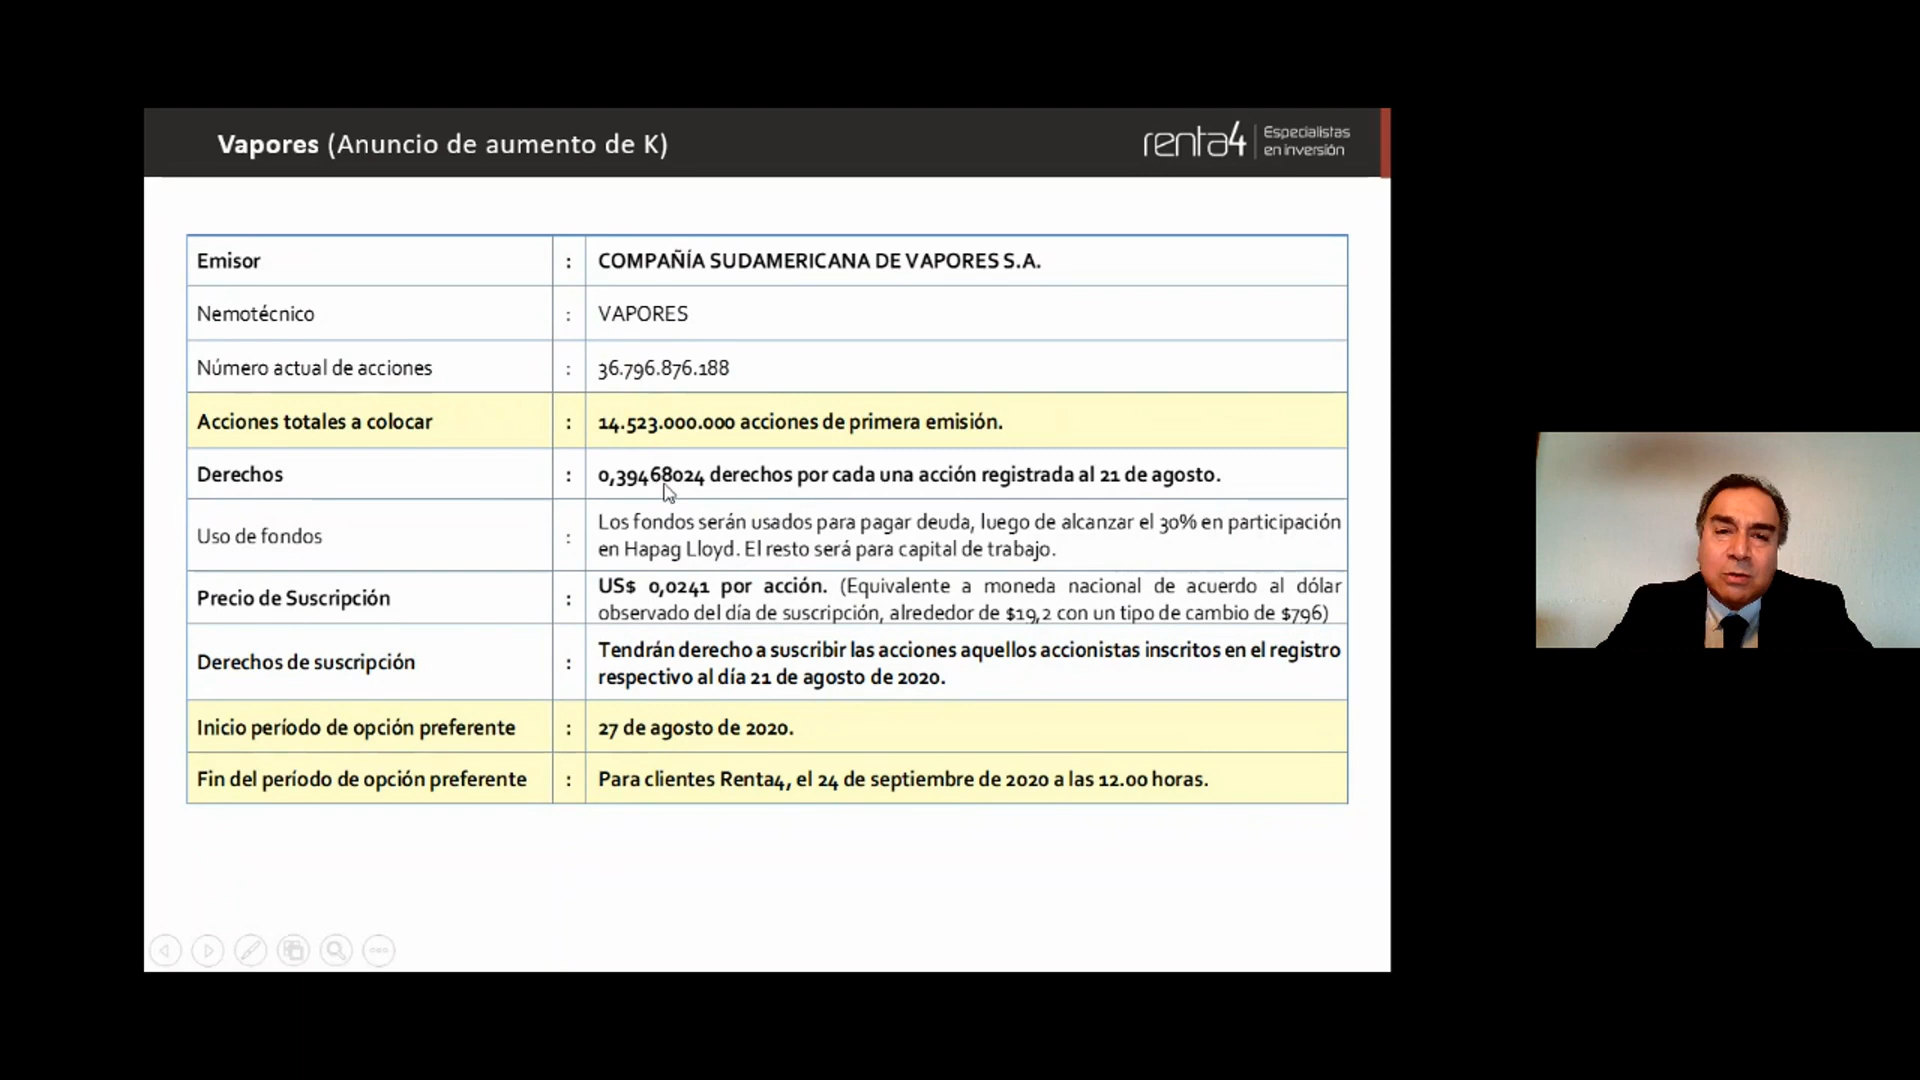 Vapores (Anuncio de aumento de K)
renta4 Especialistas
en inversión
Emisor : COMPAÑÍA SUDAMERICANA DE VAPORES S.A.
Nemotécnico : VAPORES
Número actual de acciones : 36.796.876.188
Acciones totales a colocar : 14.523.000.000 acciones de primera emisión.
Derechos : 0,39468024 derechos por cada una acción registrada al 21 de agosto.
Uso de fondos : Los fondos serán usados para pagar deuda, luego de alcanzar el 30% en participación
en Hapag Lloyd. El resto será para capital de trabajo.
Precio de Suscripción : US$ 0,0241 por acción. (Equivalente a moneda nacional de acuerdo al dólar
observado del día de suscripción, alrededor de $19,2 con un tipo de cambio de $796)
Derechos de suscripción : Tendrán derecho a suscribir las acciones aquellos accionistas inscritos en el registro
respectivo al día 21 de agosto de 2020.
Inicio período de opción preferente : 27 de agosto de 2020.
Fin del período de opción preferente : Para clientes Renta4, el 24 de septiembre de 2020 a las 12.00 horas.